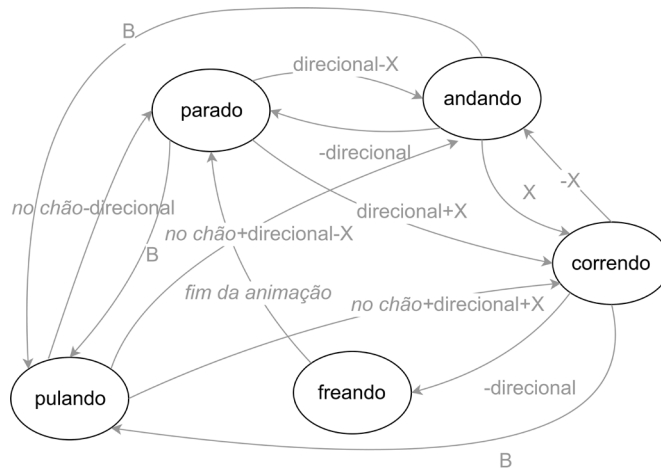 B
direcional-X
parado
andando
-direcional
X
-X
no chão-direcional
direcional+X
no chão+direcional-X
B
correndo
fim da animação
no chão+direcional+X
pulando
freando
-direcional
B